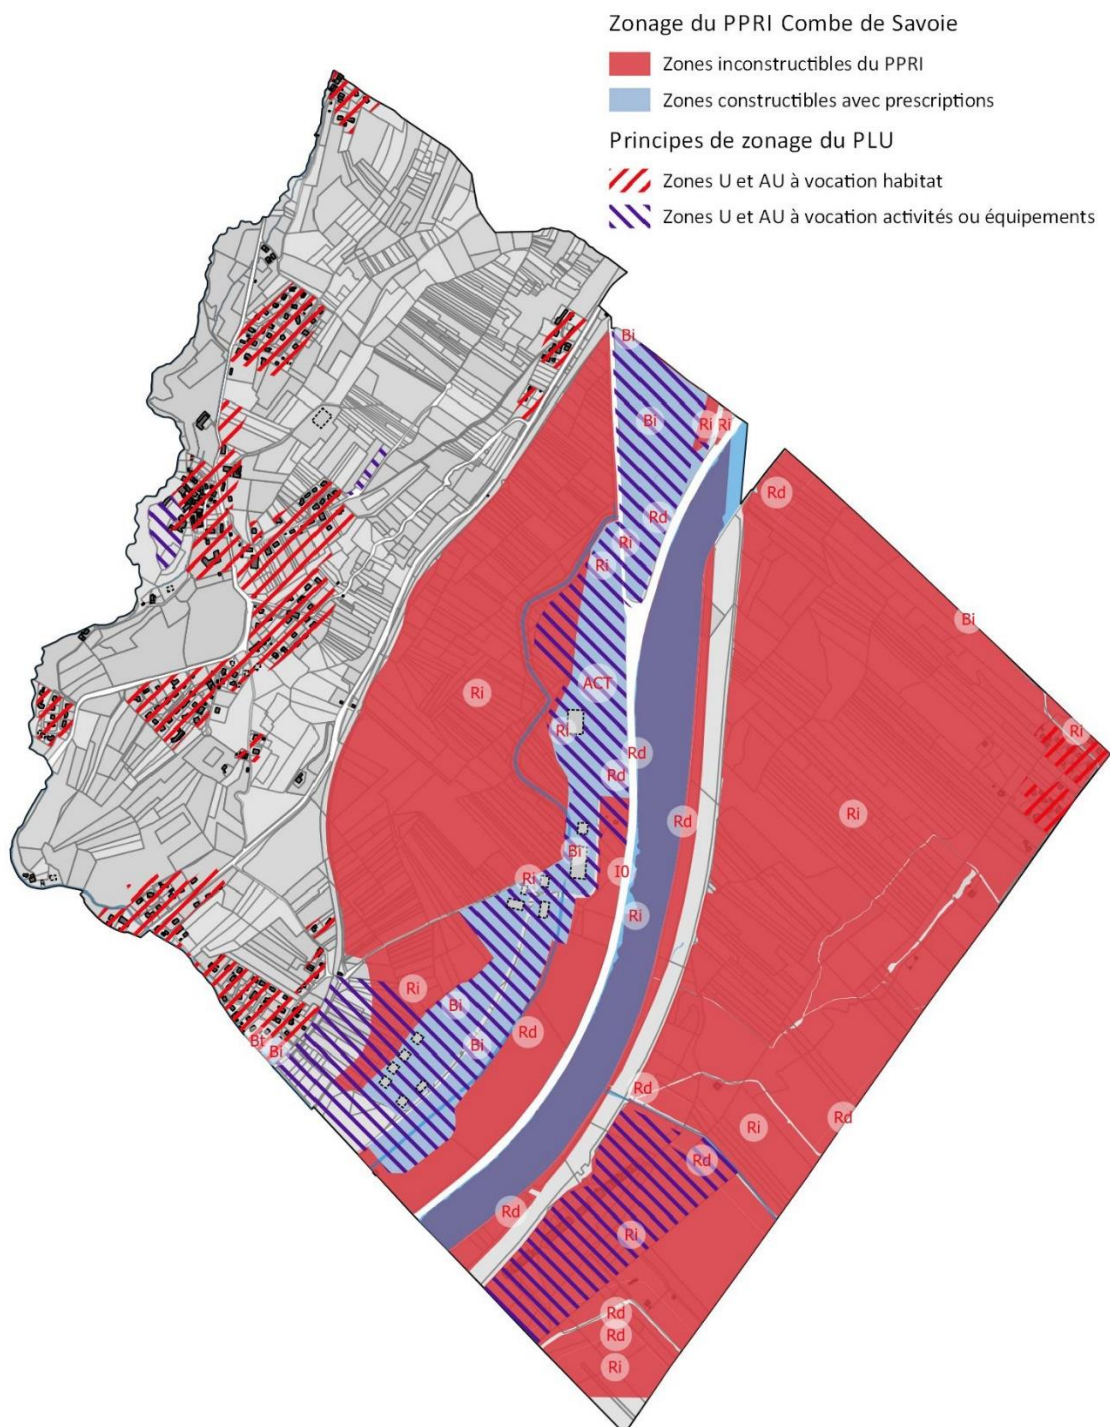 Zonage du PPRI Combe de Savoie
Zones inconstructibles du PPRI
Zones constructibles avec prescriptions
Principes de zonage du PLU
Zones U et AU à vocation habitat
Zones U et AU à vocation activités ou équipements
Bi
Bi
Ri Ri
Rd
Rd
Ri
Ri
Bi
ACT
Ri
Ri
Ri
Rd
Rd
Ri
Rd
Bi
I0
Ri
Ri
Ri
Bi
Rd
Bt
Bi
Bi
Rd
Rd
Ri
Rd
Rd
Ri
Rd
Rd
Ri